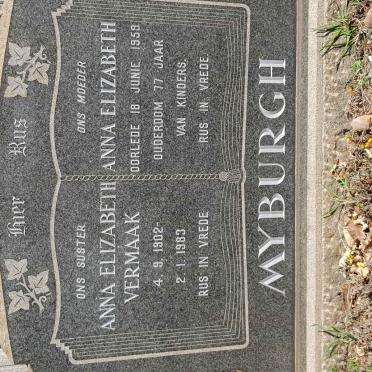 Hier Rus
ONS SUSTER
ANNA ELIZABETH
VERMAAK
4. 9. 1902-
2. 1. 1983
RUS IN VREDE
ONS MOEDER
ANNA ELIZABETH
OORLEDE 18 JUNIE 1959
OUDERDOM 77 JAAR
VAN KINDERS.
RUS IN VREDE.
MYBURGH